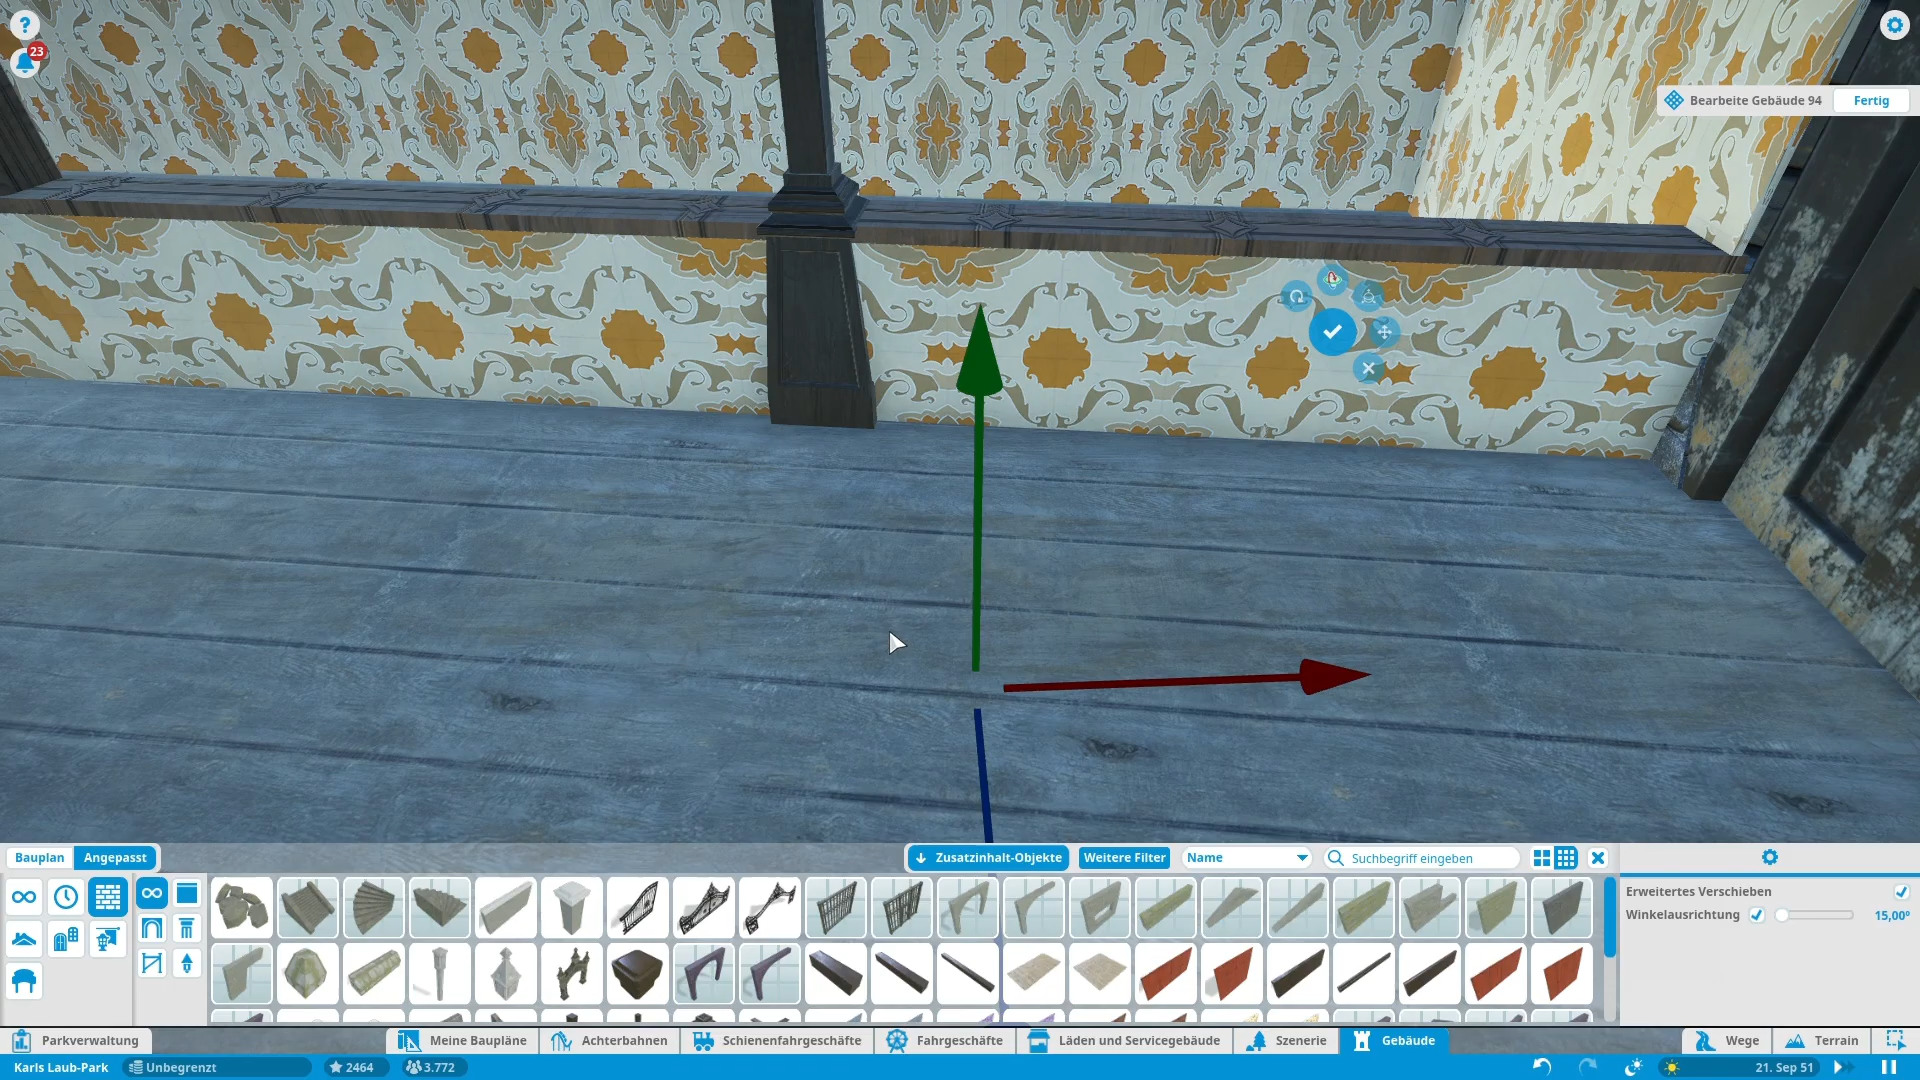 ?
23
Bearbeite Gebäude 94
Fertig
Bauplan
Angepasst
Zusatzinhalt-Objekte
Weitere Filter
Name
Suchbegriff eingeben
Erweitertes Verschieben
Winkelausrichtung
15,00°
Parkverwaltung
Meine Baupläne
Achterbahnen
Schienenfahrgeschäfte
Fahrgeschäfte
Läden und Servicegebäude
Szenerie
Gebäude
Wege
Terrain
Karls Laub-Park
Unbegrenzt
2464
3.772
21. Sep 51